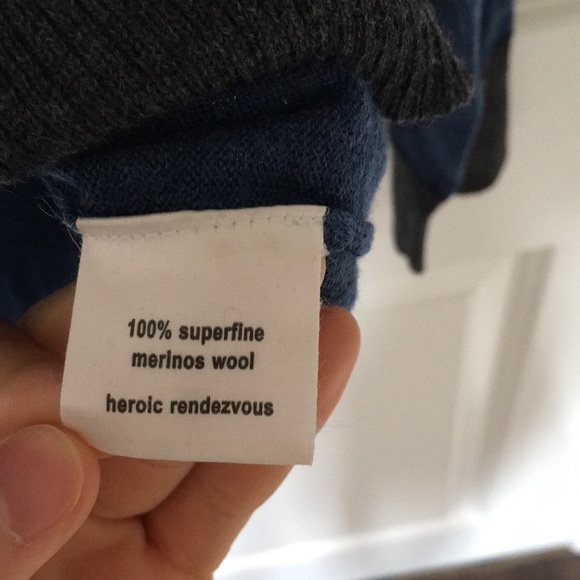 100% superfine
merinos wool
heroic rendezvous